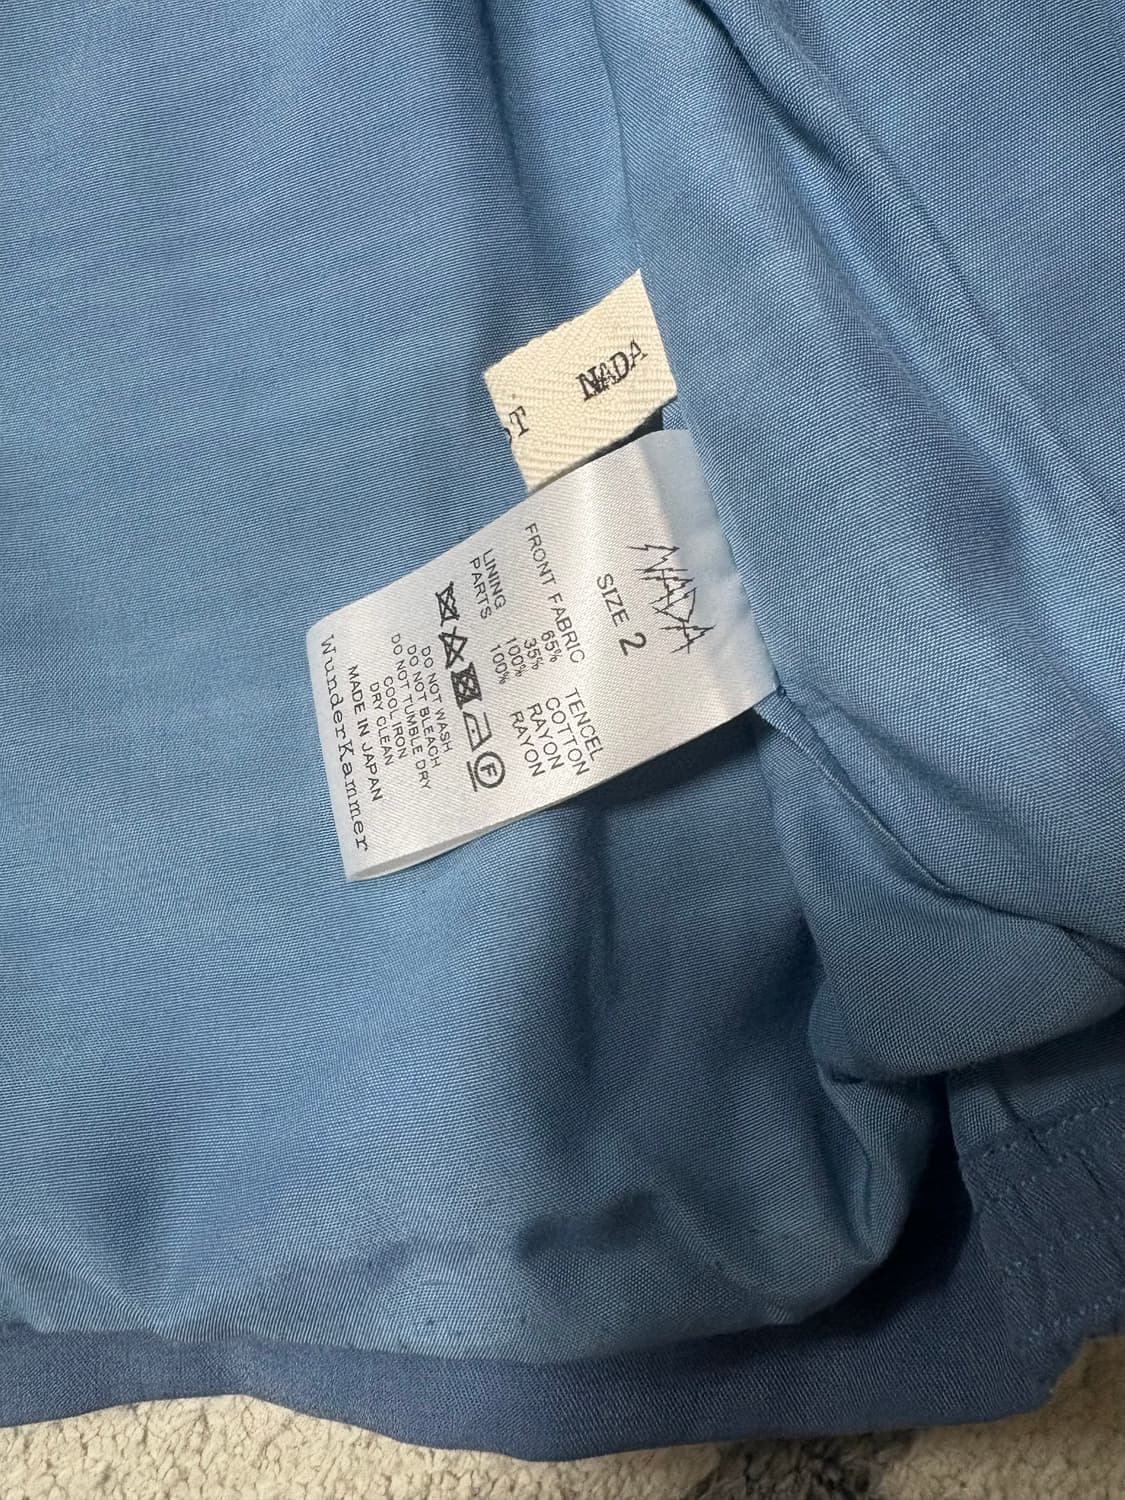 NADA
T
NADA
SIZE 2
FRONT FABRIC 65% TENCEL
35% COTTON
LINING 100% RAYON
PARTS 100% RAYON
DO NOT WASH
DO NOT BLEACH
DO NOT TUMBLE DRY
COOL IRON
DRY CLEAN
F
MADE IN JAPAN
WunderKammer